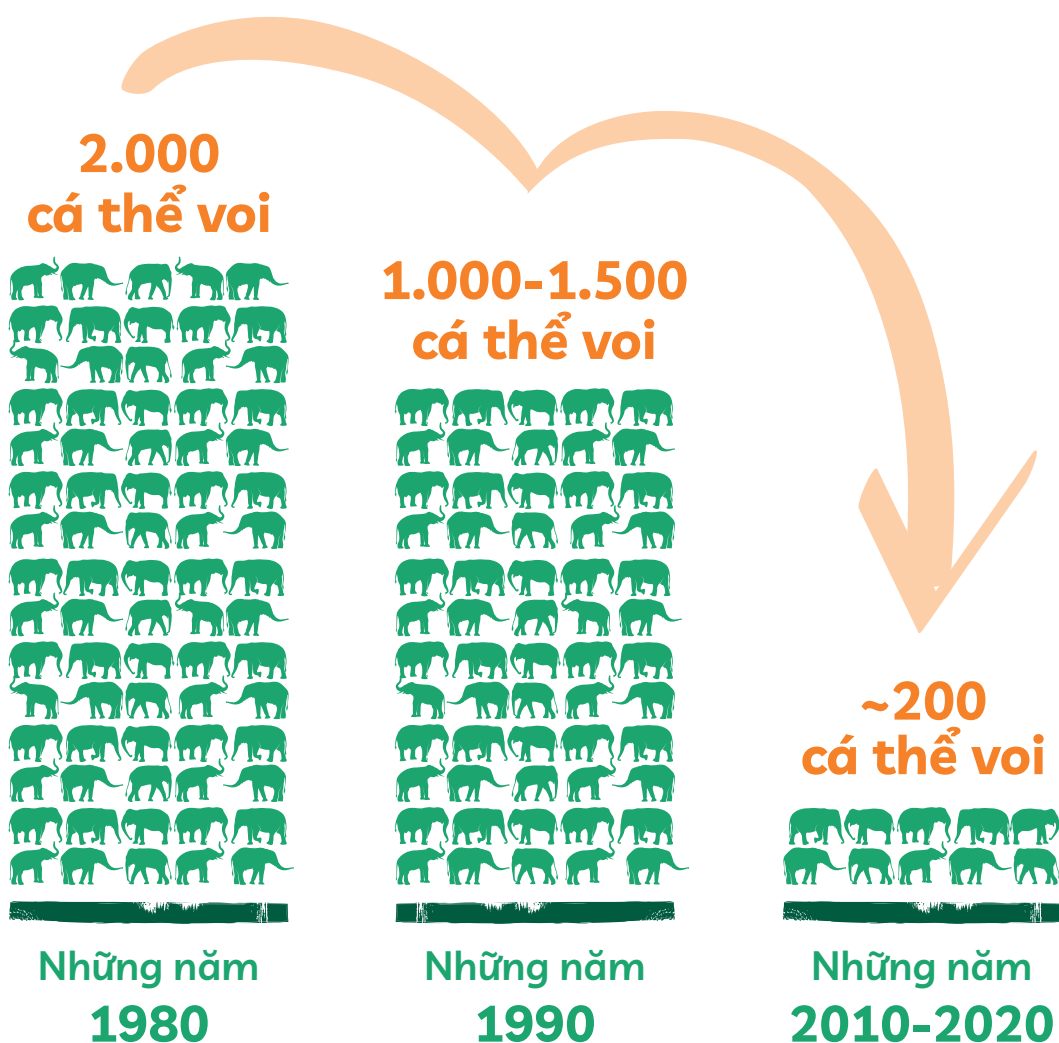 2.000
cá thể voi
1.000-1.500
cá thể voi
~200
cá thể voi
Những năm
1980
Những năm
1990
Những năm
2010-2020